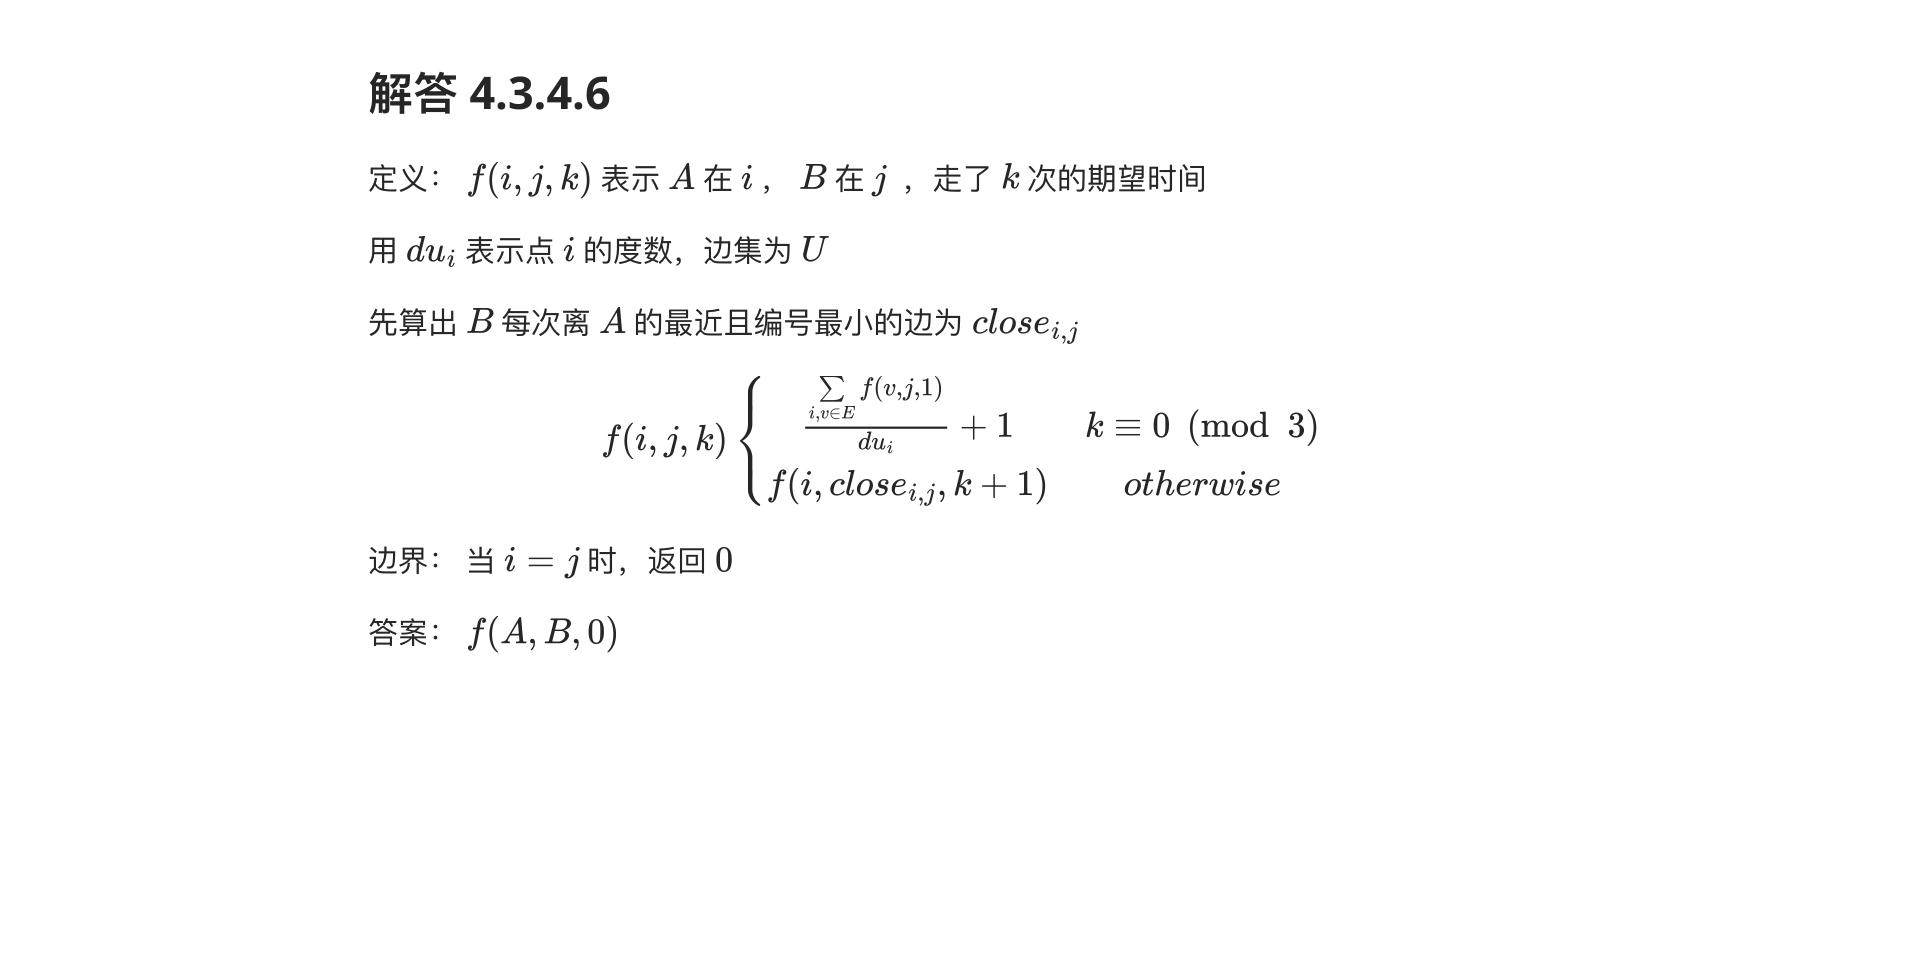 解答 4.3.4.6
定义： $f(i,j,k)$ 表示 $A$ 在 $i$ ， $B$ 在 $j$ ，走了 $k$ 次的期望时间
用 $du_i$ 表示点 $i$ 的度数，边集为 $U$
先算出 $B$ 每次离 $A$ 的最近且编号最小的边为 $close_{i,j}$
$f(i,j,k)\begin{cases}\frac{\sum\limits_{i,v\in E} f(v,j,1)}{du_i}+1 & k\equiv 0\pmod 3\\ f(i,close_{i,j},k+1) & otherwise\end{cases}$
边界： 当 $i=j$ 时，返回 $0$
答案： $f(A,B,0)$